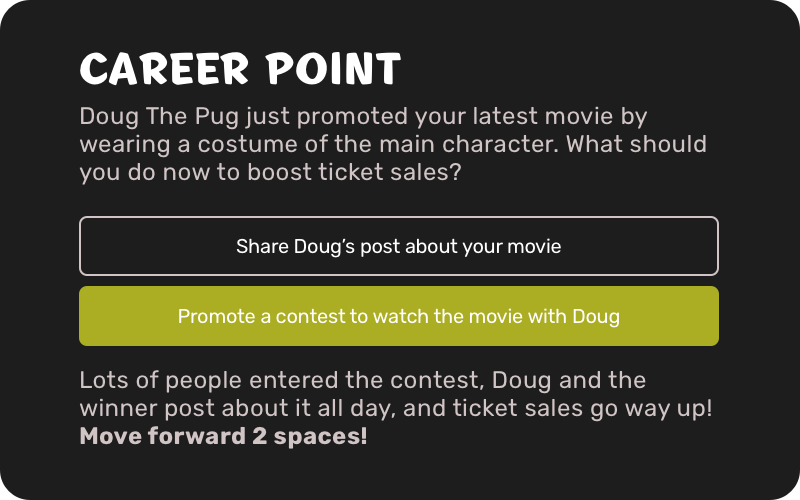 CAREER POINT
Doug The Pug just promoted your latest movie by
wearing a costume of the main character. What should
you do now to boost ticket sales?
Share Doug’s post about your movie
Promote a contest to watch the movie with Doug
Lots of people entered the contest, Doug and the
winner post about it all day, and ticket sales go way up!
Move forward 2 spaces!